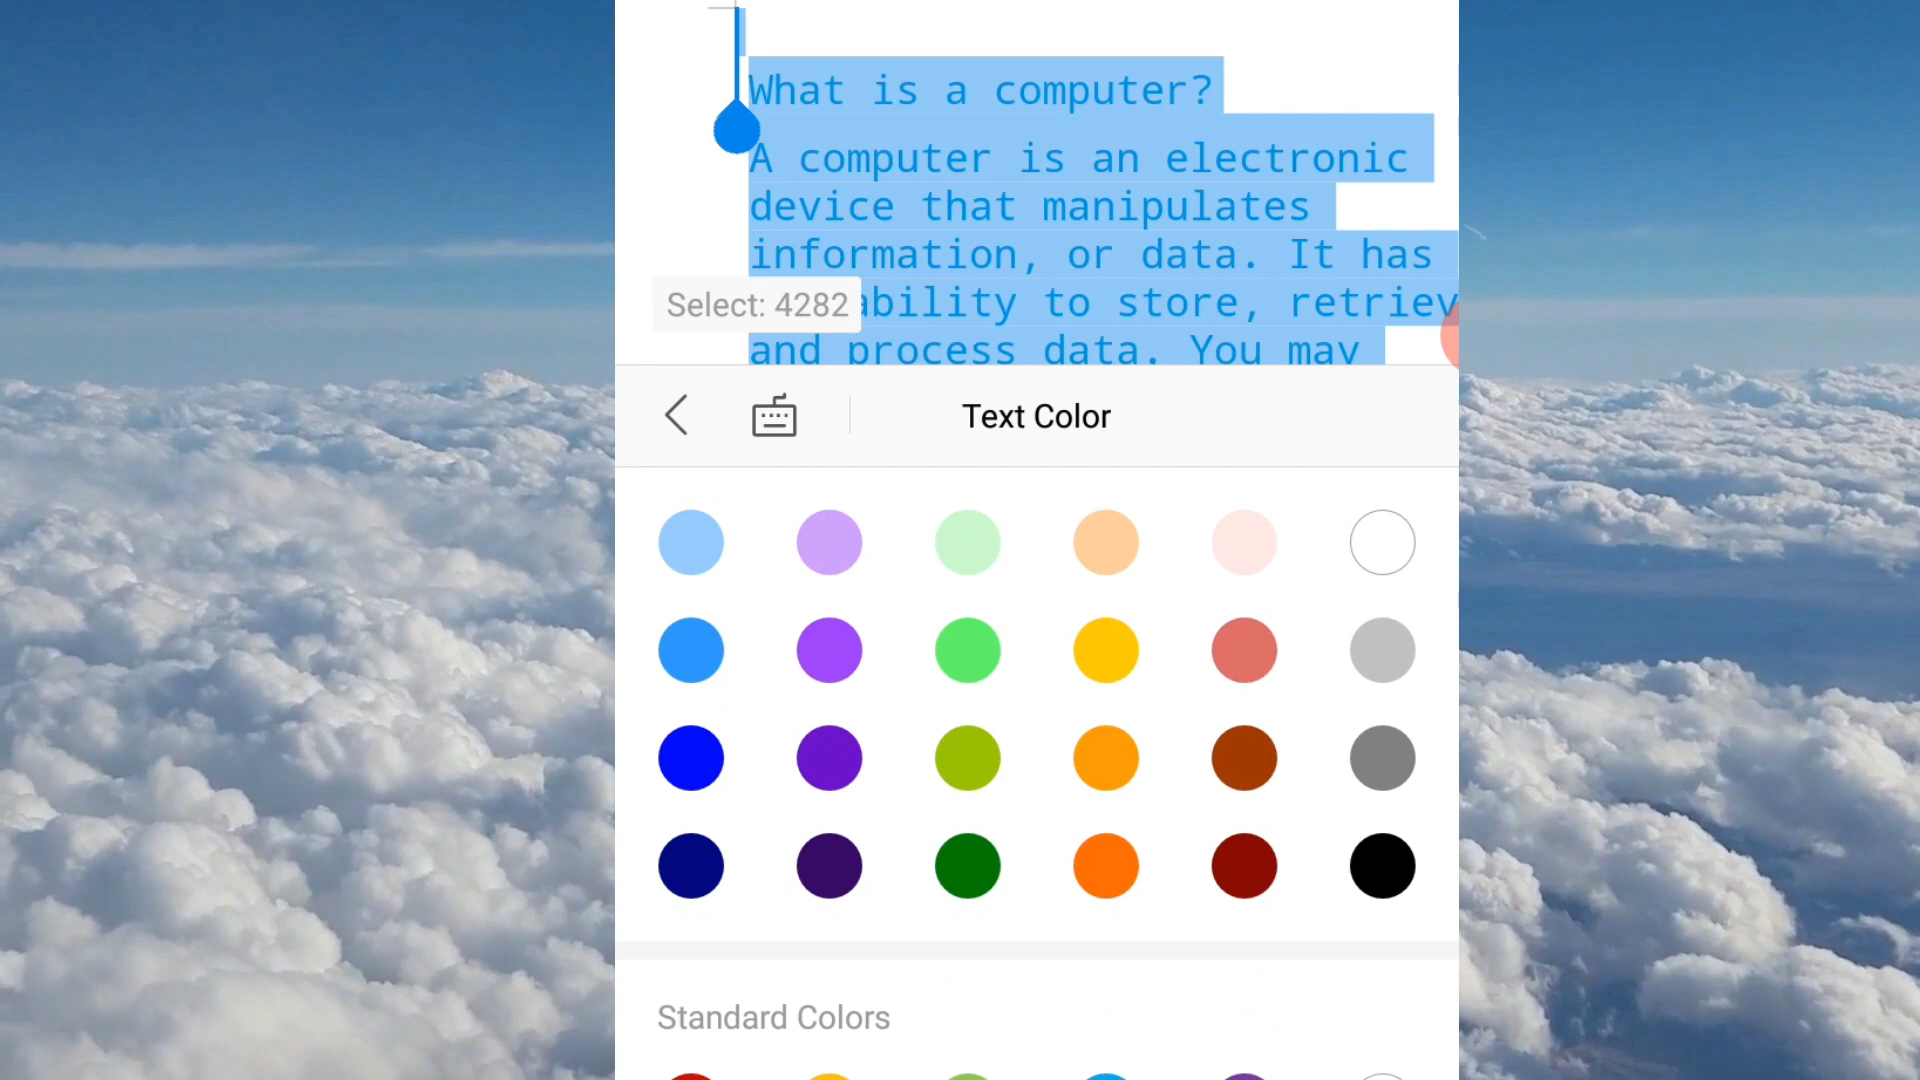 What is a computer?
A computer is an electronic
device that manipulates
information, or data. It has
ability to store, retriev
Select: 4282
and process data. You may
Text Color
Standard Colors